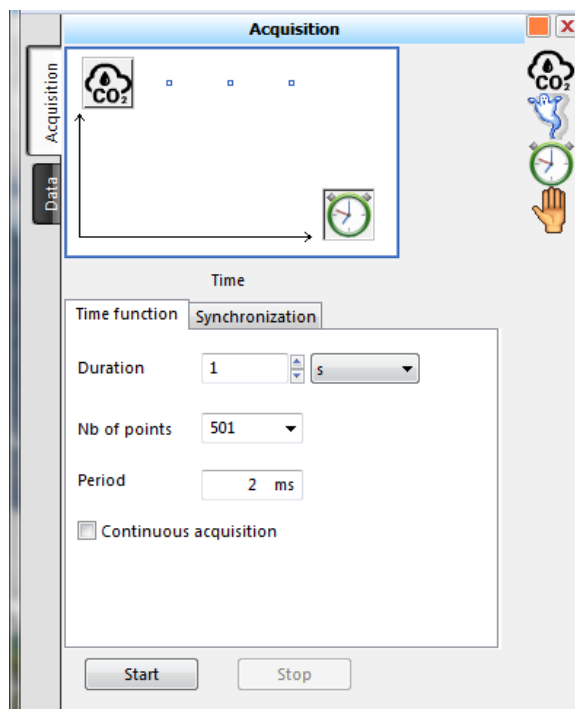 Acquisition
Acquisition
Data
CO2
CO2
Time
Time function
Synchronization
Duration
1
s
Nb of points
501
Period
2 ms
Continuous acquisition
Start
Stop